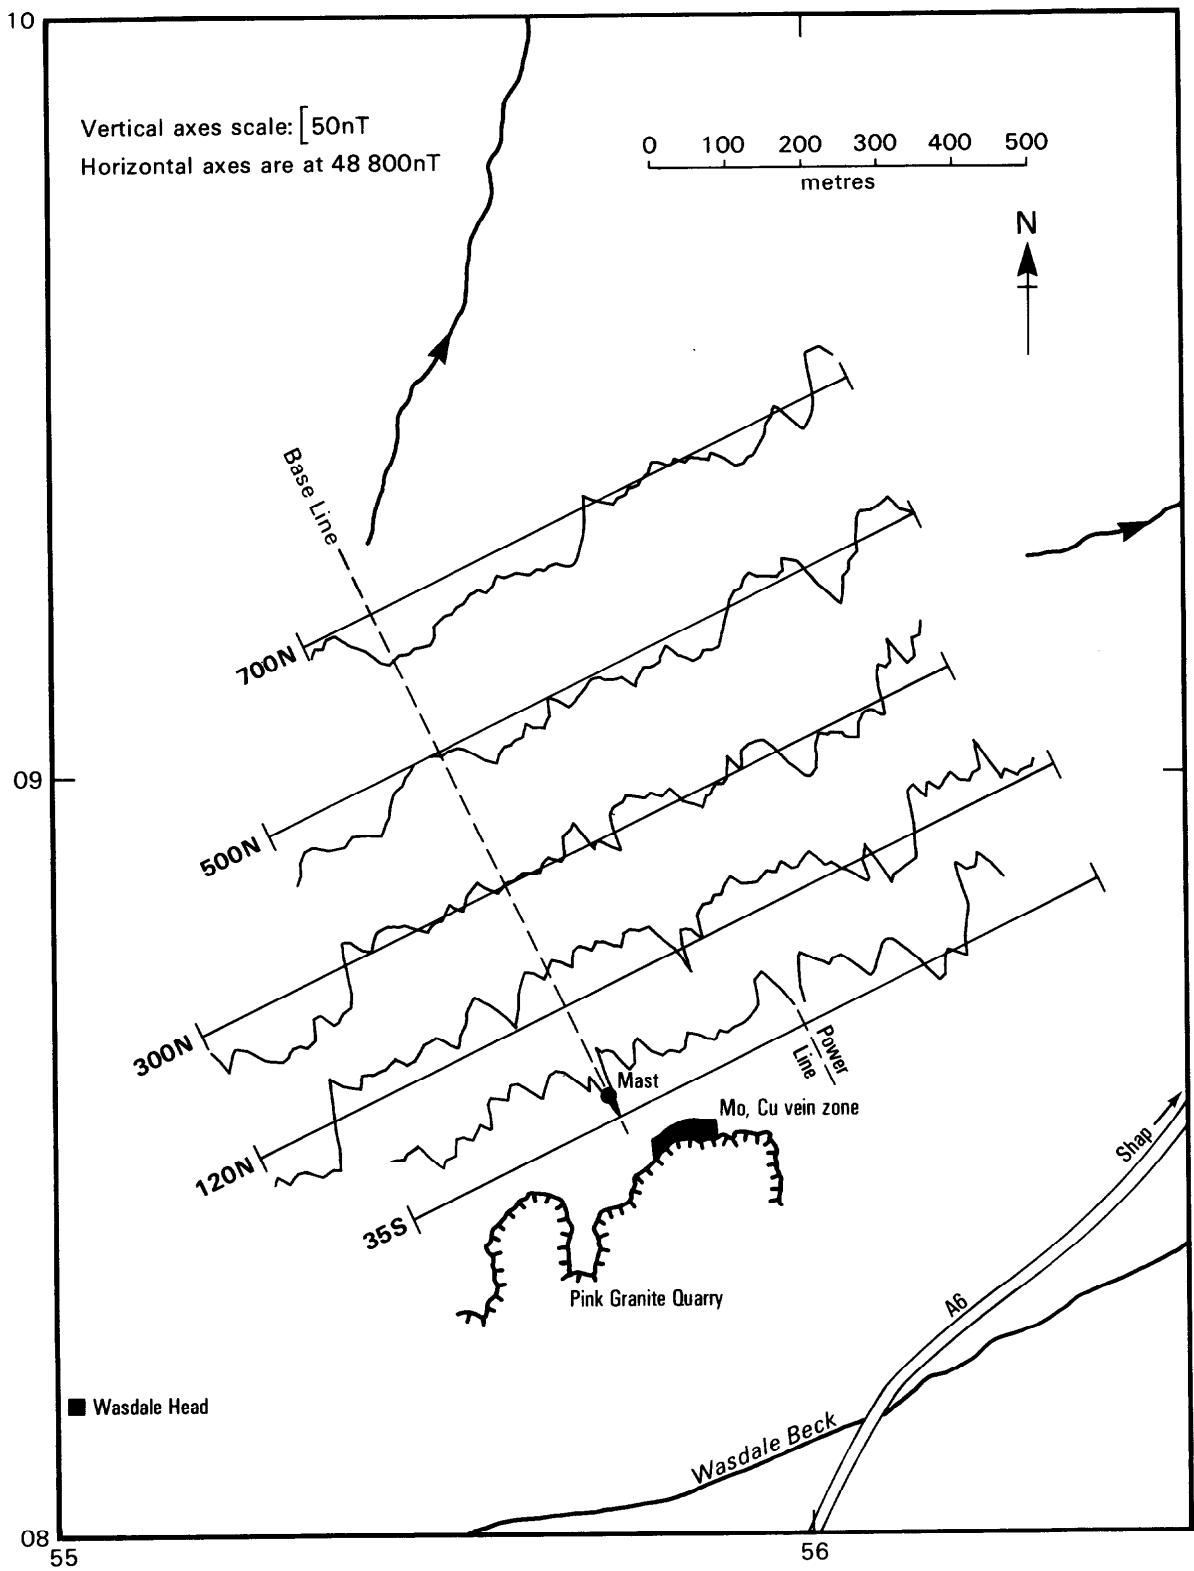 10
Vertical axes scale: [50nT
Horizontal axes are at 48 800nT
0 100 200 300 400 500
metres
N
Base Line
700N
09
500N
300N
120N
35S
Mast
Power
Line
Mo, Cu vein zone
Shap
Pink Granite Quarry
A6
Wasdale Head
Wasdale Beck
08
55
56